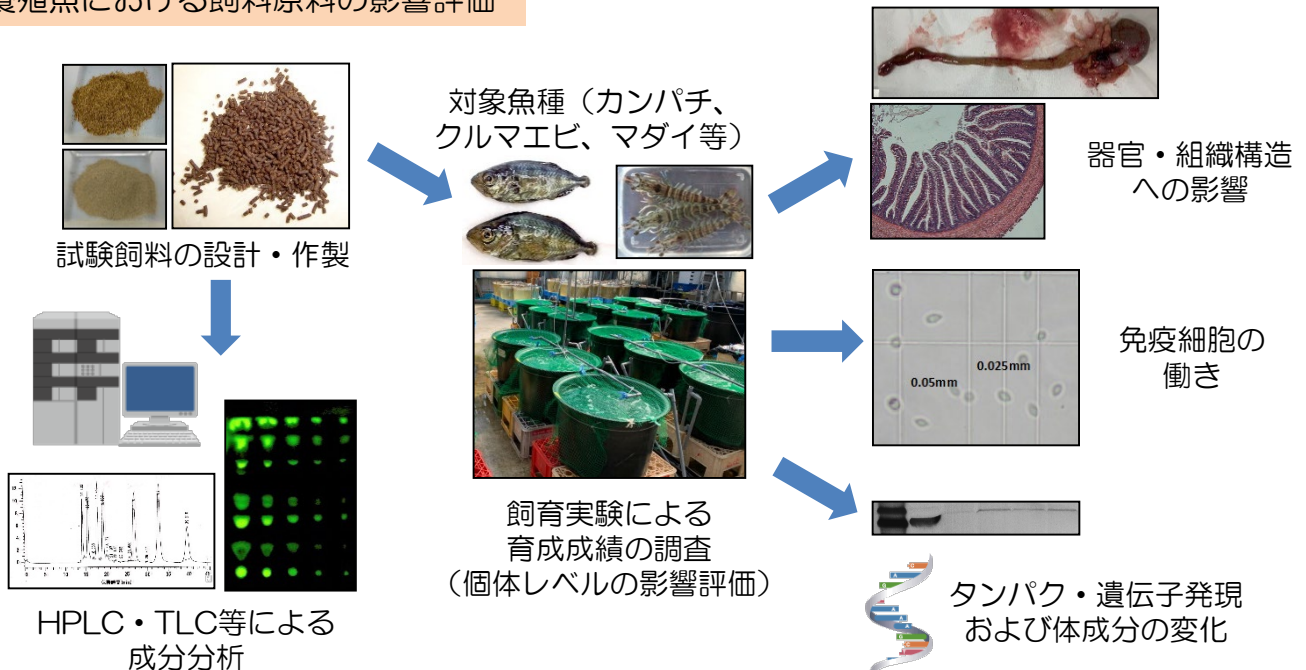 養殖魚における飼料原料の影響評価
対象魚種（カンパチ、
クルマエビ、マダイ等）
試験飼料の設計・作製
器官・組織構造
への影響
0.05mm
0.025mm
免疫細胞の
働き
飼育実験による
育成成績の調査
（個体レベルの影響評価）
HPLC・TLC等による
成分分析
タンパク・遺伝子発現
および体成分の変化